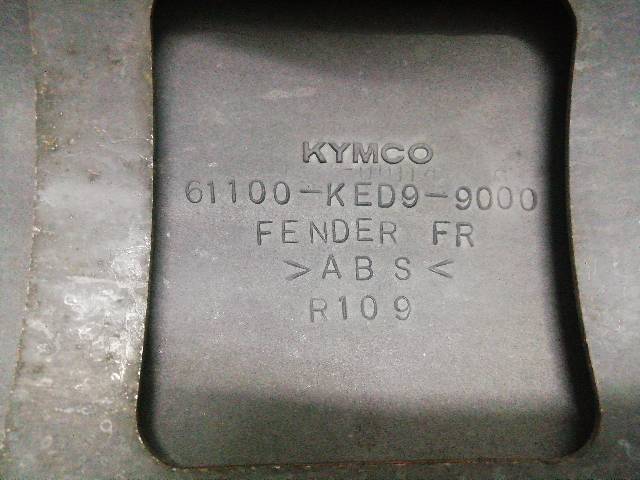 KYMCO
61100-KED9-9000
FENDER FR
>ABS<
R109